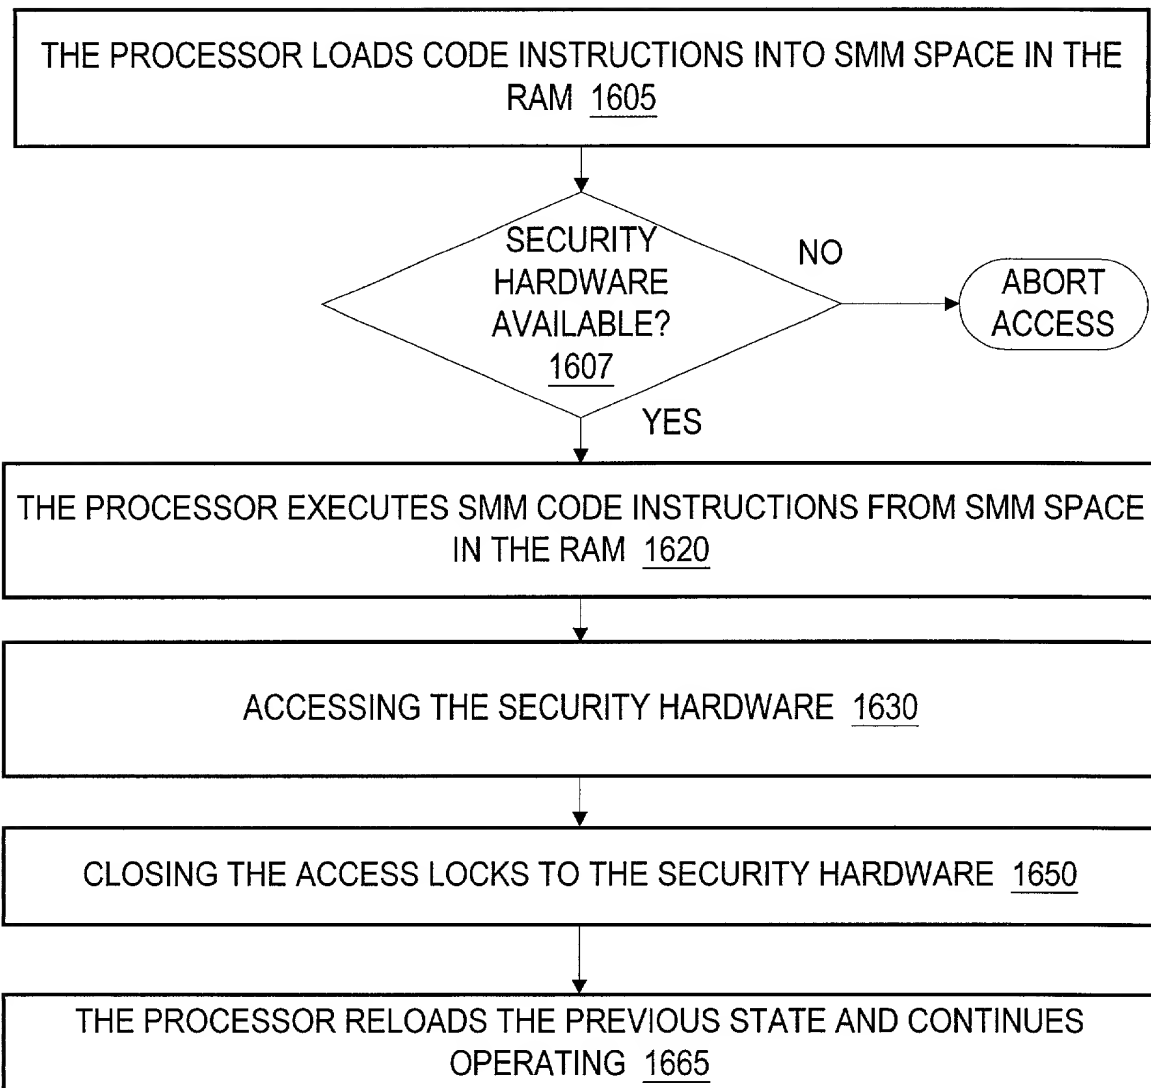 THE PROCESSOR LOADS CODE INSTRUCTIONS INTO SMM SPACE IN THE
RAM 1605
SECURITY
HARDWARE
AVAILABLE?
1607
NO
ABORT
ACCESS
YES
THE PROCESSOR EXECUTES SMM CODE INSTRUCTIONS FROM SMM SPACE
IN THE RAM 1620
ACCESSING THE SECURITY HARDWARE 1630
CLOSING THE ACCESS LOCKS TO THE SECURITY HARDWARE 1650
THE PROCESSOR RELOADS THE PREVIOUS STATE AND CONTINUES
OPERATING 1665